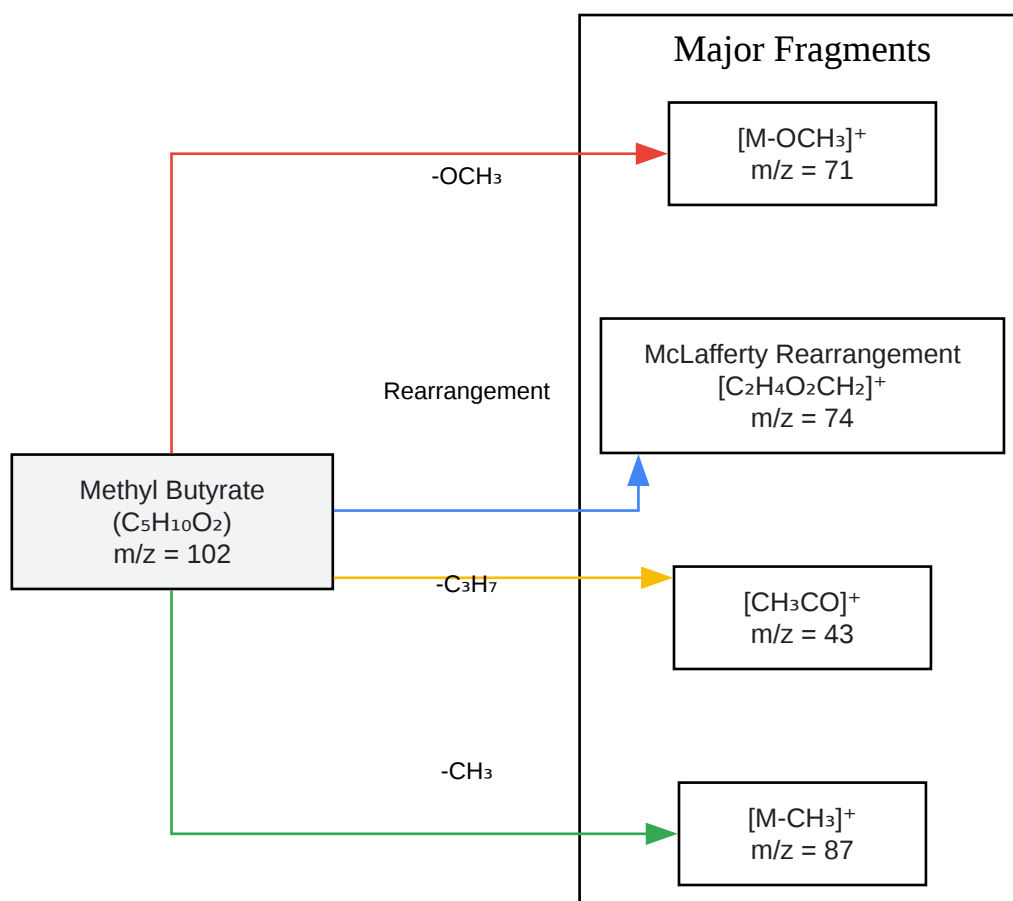 Major Fragments
[M-OCH₃]⁺
m/z = 71
-OCH₃
McLafferty Rearrangement
[C₂H₄O₂CH₂]⁺
m/z = 74
Rearrangement
Methyl Butyrate
(C₅H₁₀O₂)
m/z = 102
-C₃H₇
[CH₃CO]⁺
m/z = 43
-CH₃
[M-CH₃]⁺
m/z = 87